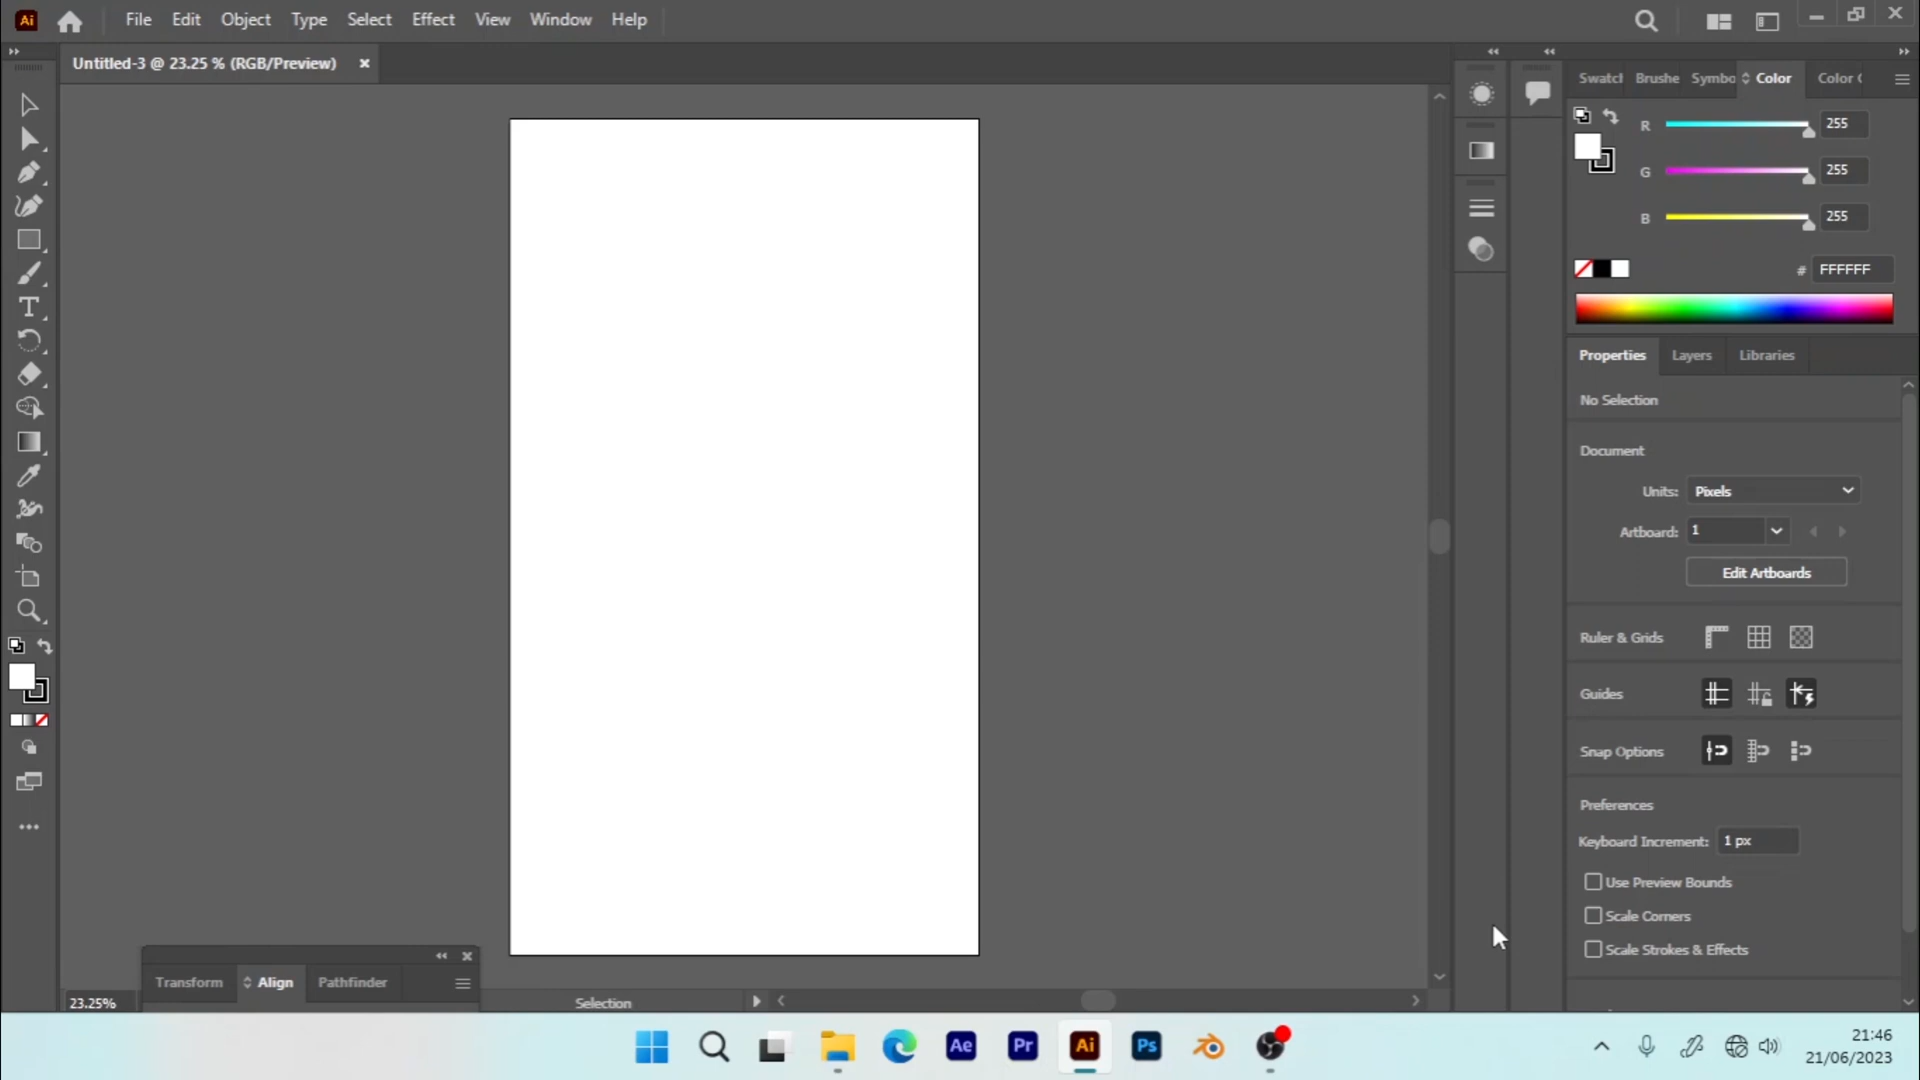 Ai File Edit Object Type Select Effect View Window Help
Untitled-3 @ 23.25 % (RGB/Preview)
Swatcl Brushe Symbo Color Color
R 255
G 255
B 255
# FFFFFF
Properties Layers Libraries
No Selection
Document
Units: Pixels
Artboard: 1
Edit Artboards
Ruler & Grids
Guides
Snap Options
Preferences
Keyboard Increment: 1 px
Use Preview Bounds
Scale Corners
Scale Strokes & Effects
Transform Align Pathfinder
23.25% Selection
Ae Pr Ai Ps
21:46
21/06/2023